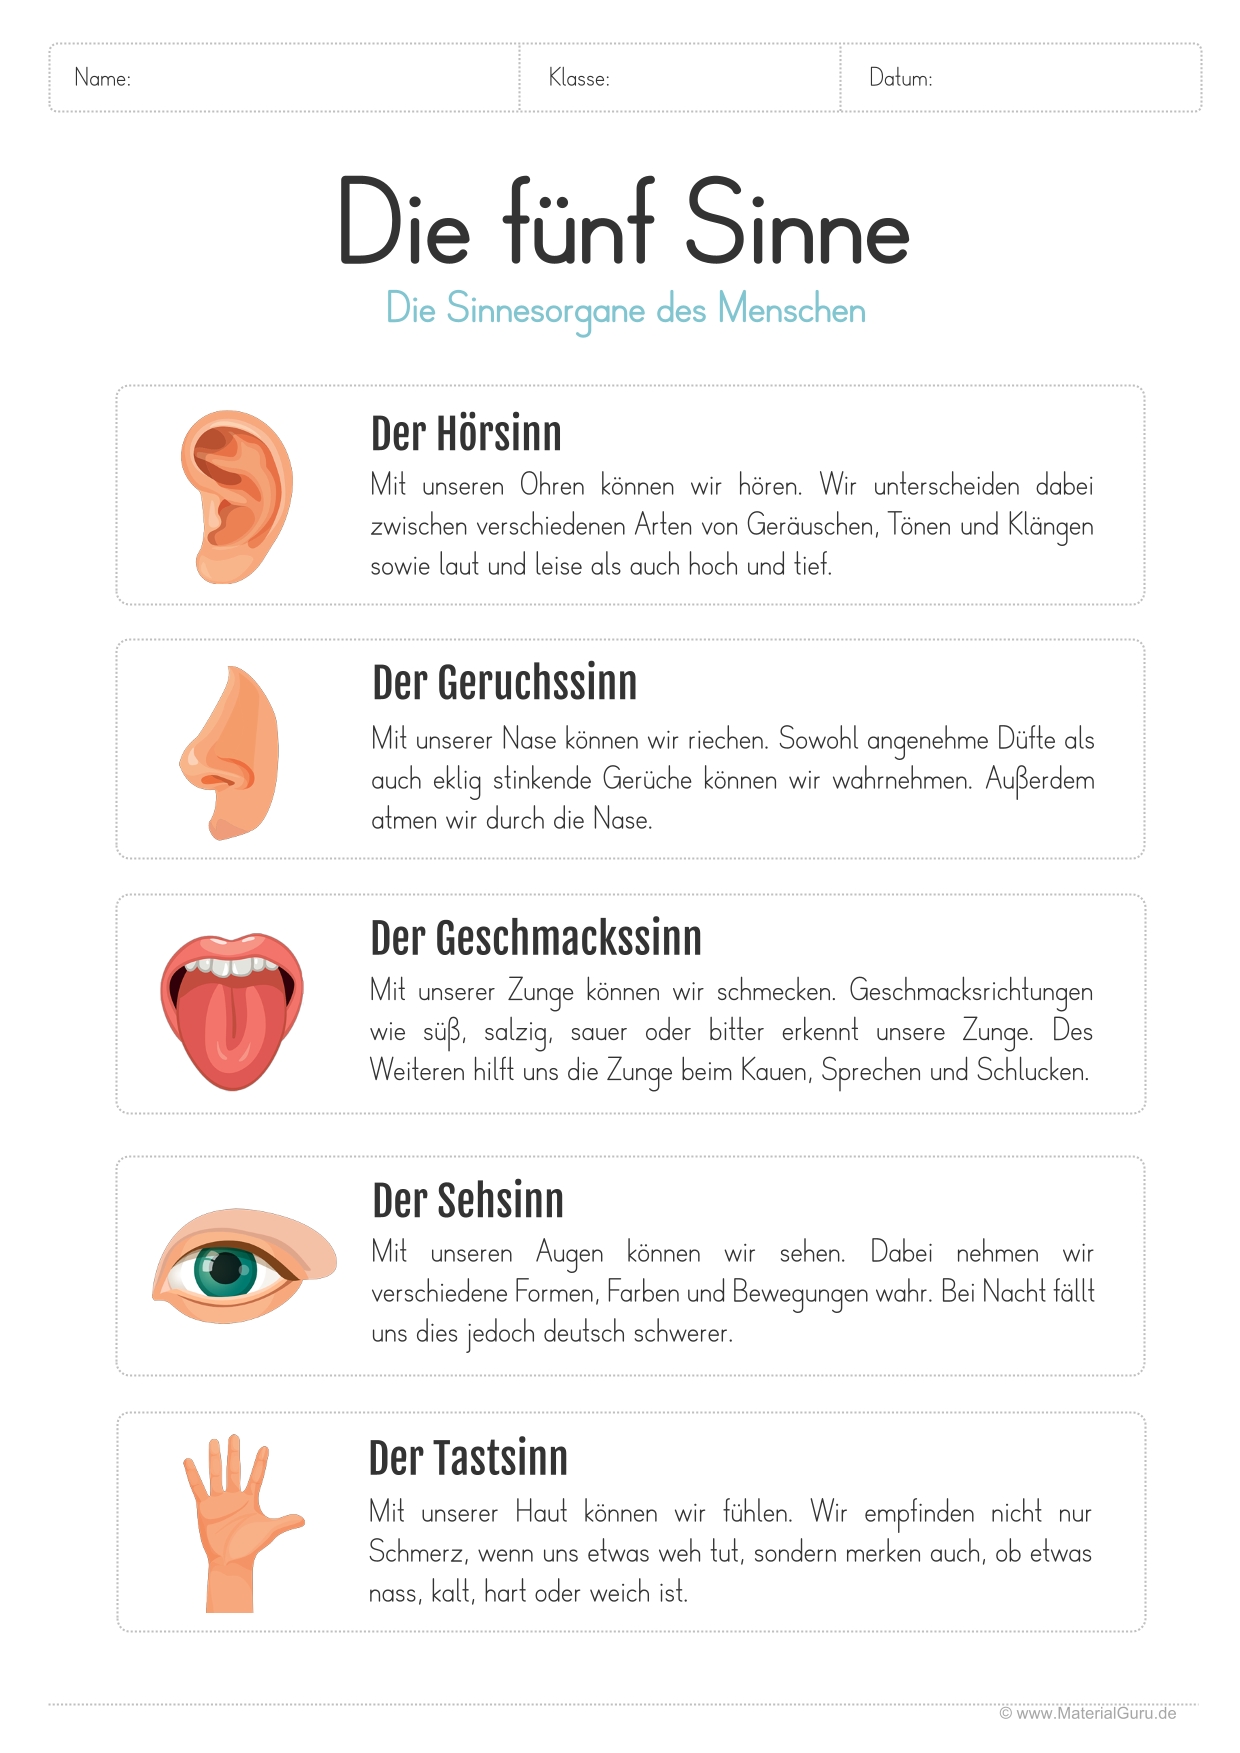 Name: Klasse: Datum:
Die fünf Sinne
Die Sinnesorgane des Menschen
Der Hörsinn
Mit unseren Ohren können wir hören. Wir unterscheiden dabei
zwischen verschiedenen Arten von Geräuschen, Tönen und Klängen
sowie laut und leise als auch hoch und tief.
Der Geruchssinn
Mit unserer Nase können wir riechen. Sowohl angenehme Düfte als
auch eklig stinkende Gerüche können wir wahrnehmen. Außerdem
atmen wir durch die Nase.
Der Geschmackssinn
Mit unserer Zunge können wir schmecken. Geschmacksrichtungen
wie süß, salzig, sauer oder bitter erkennt unsere Zunge. Des
Weiteren hilft uns die Zunge beim Kauen, Sprechen und Schlucken.
Der Sehsinn
Mit unseren Augen können wir sehen. Dabei nehmen wir
verschiedene Formen, Farben und Bewegungen wahr. Bei Nacht fällt
uns dies jedoch deutsch schwerer.
Der Tastsinn
Mit unserer Haut können wir fühlen. Wir empfinden nicht nur
Schmerz, wenn uns etwas weh tut, sondern merken auch, ob etwas
nass, kalt, hart oder weich ist.
© www.MaterialGuru.de